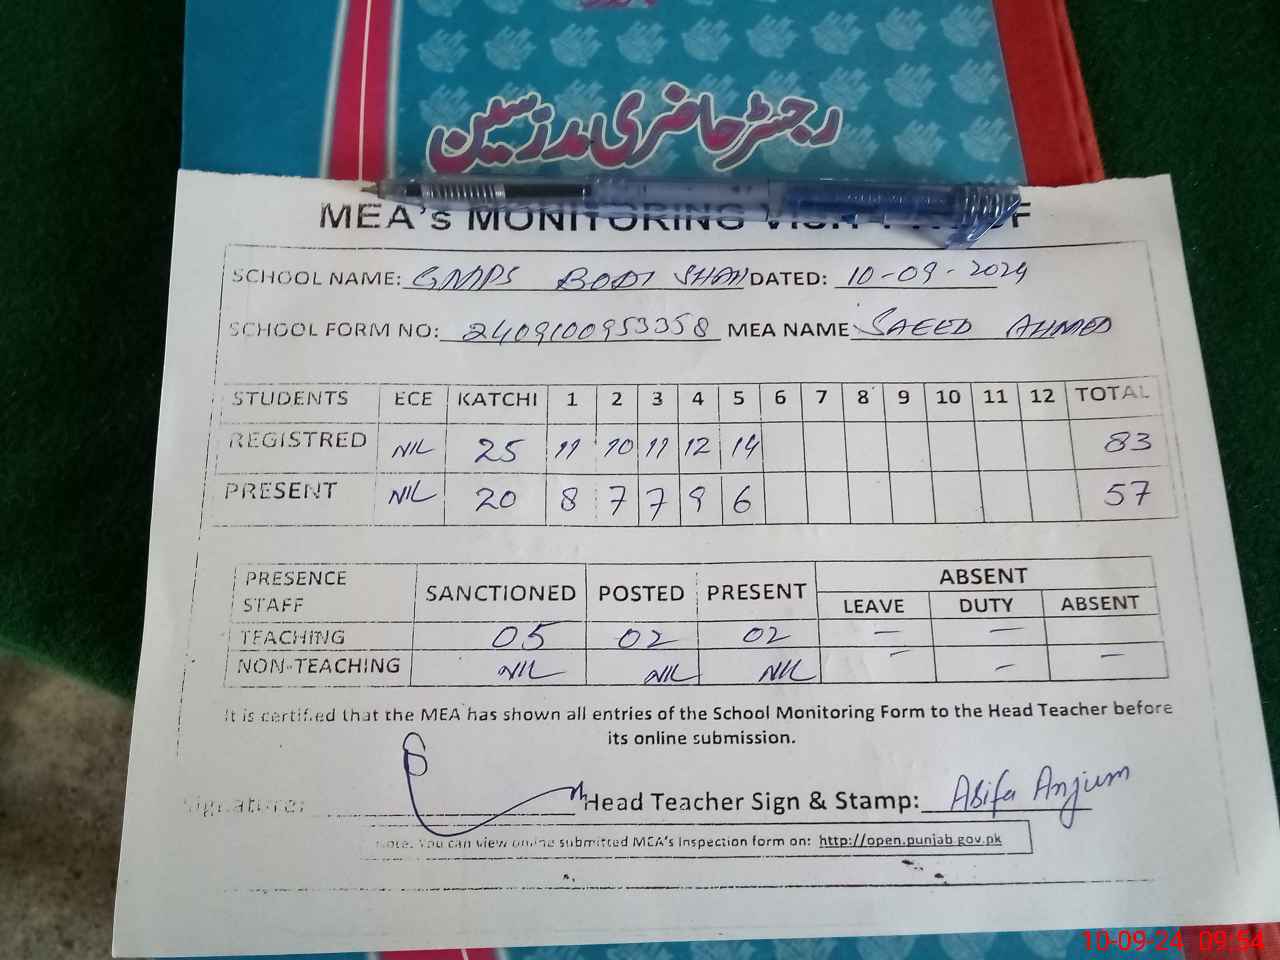 رجسٹر حاضری مدرسین
MEA's MONITORING VISIT PROOF
SCHOOL NAME: GMPS BODI SHAH DATED: 10-09-2024
SCHOOL FORM NO: 2409100953358 MEA NAME SAEED AHMED
STUDENTS ECE KATCHI 1 2 3 4 5 6 7 8 9 10 11 12 TOTAL
REGISTRED NIL 25 11 10 11 12 14 83
PRESENT NIL 20 8 7 7 9 6 57
PRESENCE STAFF SANCTIONED POSTED PRESENT ABSENT
LEAVE DUTY ABSENT
TEACHING 05 02 02 — —
NON-TEACHING NIL NIL NIL — — —
It is certified that the MEA has shown all entries of the School Monitoring Form to the Head Teacher before
its online submission.
Signature: Head Teacher Sign & Stamp: Asifa Anjum
Note. You can view online submitted MEA's Inspection form on: http://open.punjab.gov.pk
10-09-24 09:54